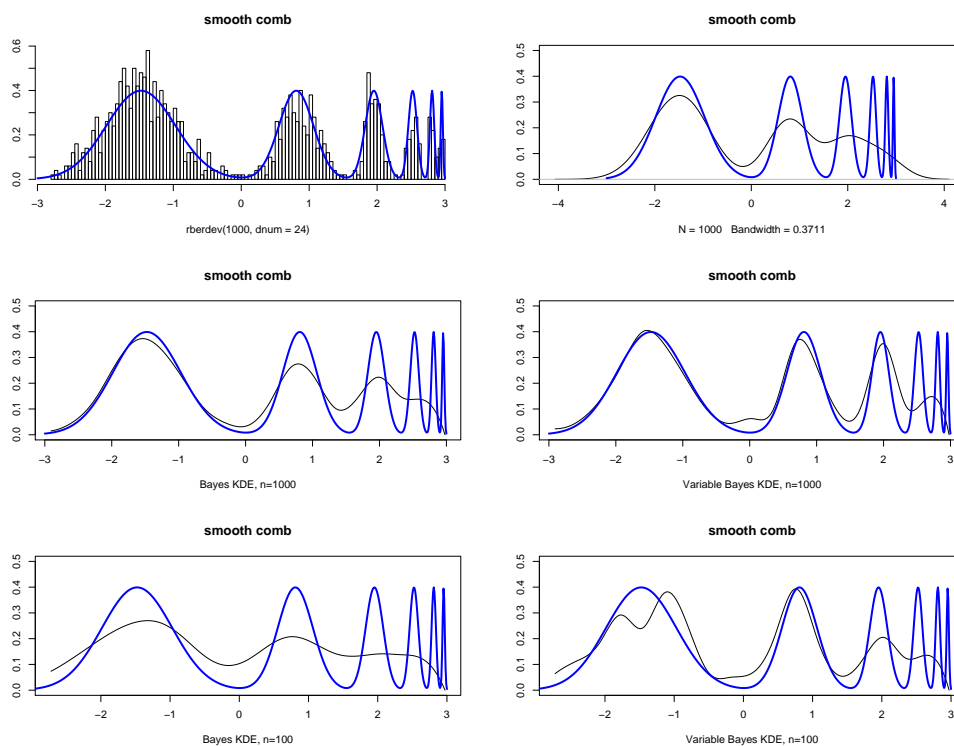 smooth comb
0.0 0.2 0.4 0.6
−3 −2 −1 0 1 2 3
rberdev(1000, dnum = 24)
smooth comb
0.0 0.1 0.2 0.3 0.4 0.5
−4 −2 0 2 4
N = 1000 Bandwidth = 0.3711
smooth comb
0.0 0.1 0.2 0.3 0.4 0.5
−3 −2 −1 0 1 2 3
Bayes KDE, n=1000
smooth comb
0.0 0.1 0.2 0.3 0.4 0.5
−3 −2 −1 0 1 2 3
Variable Bayes KDE, n=1000
smooth comb
0.0 0.1 0.2 0.3 0.4 0.5
−2 −1 0 1 2 3
Bayes KDE, n=100
smooth comb
0.0 0.1 0.2 0.3 0.4 0.5
−2 −1 0 1 2 3
Variable Bayes KDE, n=100